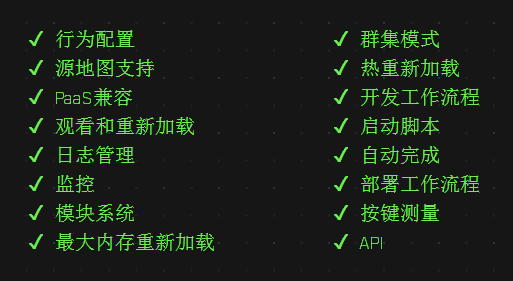 ✓ 行为配置
✓ 源地图支持
✓ PaaS兼容
✓ 观看和重新加载
✓ 日志管理
✓ 监控
✓ 模块系统
✓ 最大内存重新加载
✓ 群集模式
✓ 热重新加载
✓ 开发工作流程
✓ 启动脚本
✓ 自动完成
✓ 部署工作流程
✓ 按键测量
✓ API